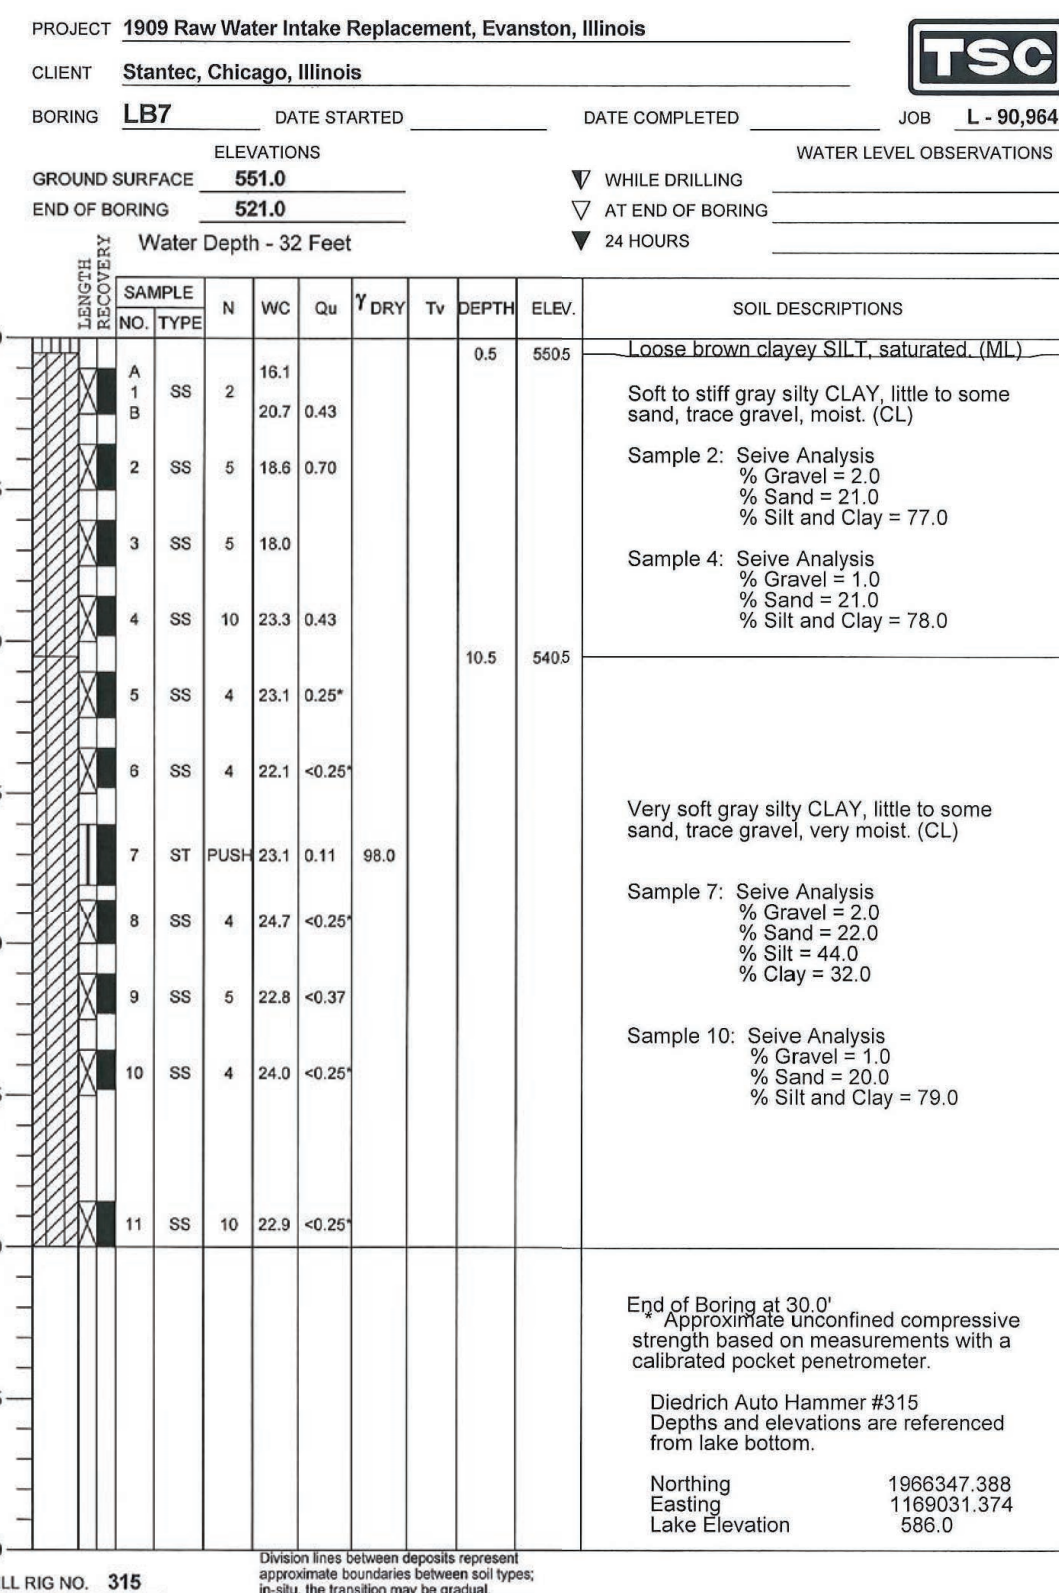 PROJECT 1909 Raw Water Intake Replacement, Evanston, Illinois
TSC
CLIENT Stantec, Chicago, Illinois
BORING LB7 DATE STARTED DATE COMPLETED JOB L - 90,964
ELEVATIONS WATER LEVEL OBSERVATIONS
GROUND SURFACE 551.0 WHILE DRILLING
END OF BORING 521.0 AT END OF BORING
Water Depth - 32 Feet 24 HOURS
LENGTH
RECOVERY
SAMPLE N WC Qu γ DRY Tv DEPTH ELEV. SOIL DESCRIPTIONS
NO. TYPE
0.5 550.5 Loose brown clayey SILT, saturated. (ML)
A 16.1
1 SS 2
B 20.7 0.43
Soft to stiff gray silty CLAY, little to some
sand, trace gravel, moist. (CL)
2 SS 5 18.6 0.70
Sample 2: Seive Analysis
% Gravel = 2.0
% Sand = 21.0
% Silt and Clay = 77.0
3 SS 5 18.0
Sample 4: Seive Analysis
% Gravel = 1.0
% Sand = 21.0
% Silt and Clay = 78.0
4 SS 10 23.3 0.43
10.5 540.5
5 SS 4 23.1 0.25*
6 SS 4 22.1 <0.25*
Very soft gray silty CLAY, little to some
sand, trace gravel, very moist. (CL)
7 ST PUSH 23.1 0.11 98.0
Sample 7: Seive Analysis
% Gravel = 2.0
% Sand = 22.0
% Silt = 44.0
% Clay = 32.0
8 SS 4 24.7 <0.25*
9 SS 5 22.8 <0.37
Sample 10: Seive Analysis
% Gravel = 1.0
% Sand = 20.0
% Silt and Clay = 79.0
10 SS 4 24.0 <0.25*
11 SS 10 22.9 <0.25*
End of Boring at 30.0'
* Approximate unconfined compressive
strength based on measurements with a
calibrated pocket penetrometer.
Diedrich Auto Hammer #315
Depths and elevations are referenced
from lake bottom.
Northing 1966347.388
Easting 1169031.374
Lake Elevation 586.0
Division lines between deposits represent
approximate boundaries between soil types;
in-situ, the transition may be gradual.
LL RIG NO. 315